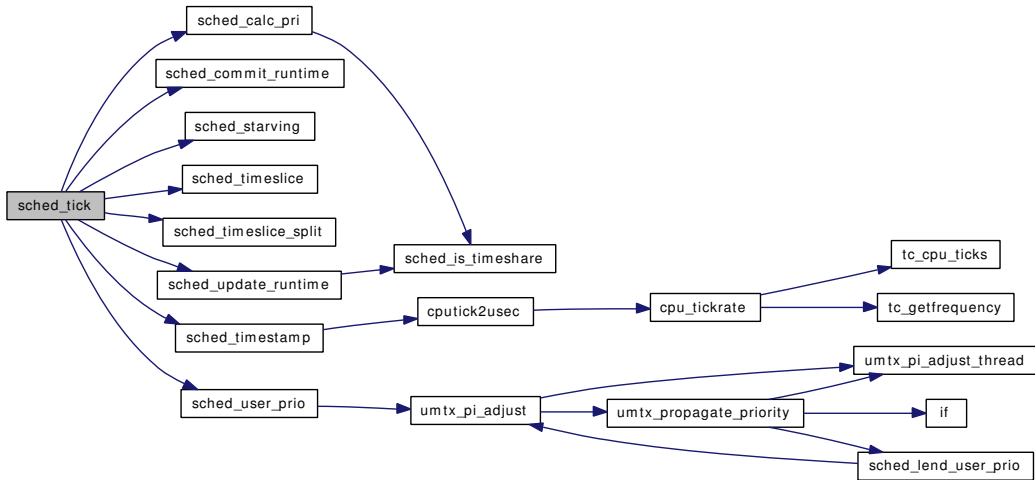 sched_calc_pri
sched_commit_runtime
sched_starving
sched_timeslice
sched_tick
sched_timeslice_split
sched_is_timeshare
tc_cpu_ticks
sched_update_runtime
cputick2usec
cpu_tickrate
tc_getfrequency
sched_timestamp
umtx_pi_adjust_thread
sched_user_prio
umtx_pi_adjust
umtx_propagate_priority
if
sched_lend_user_prio